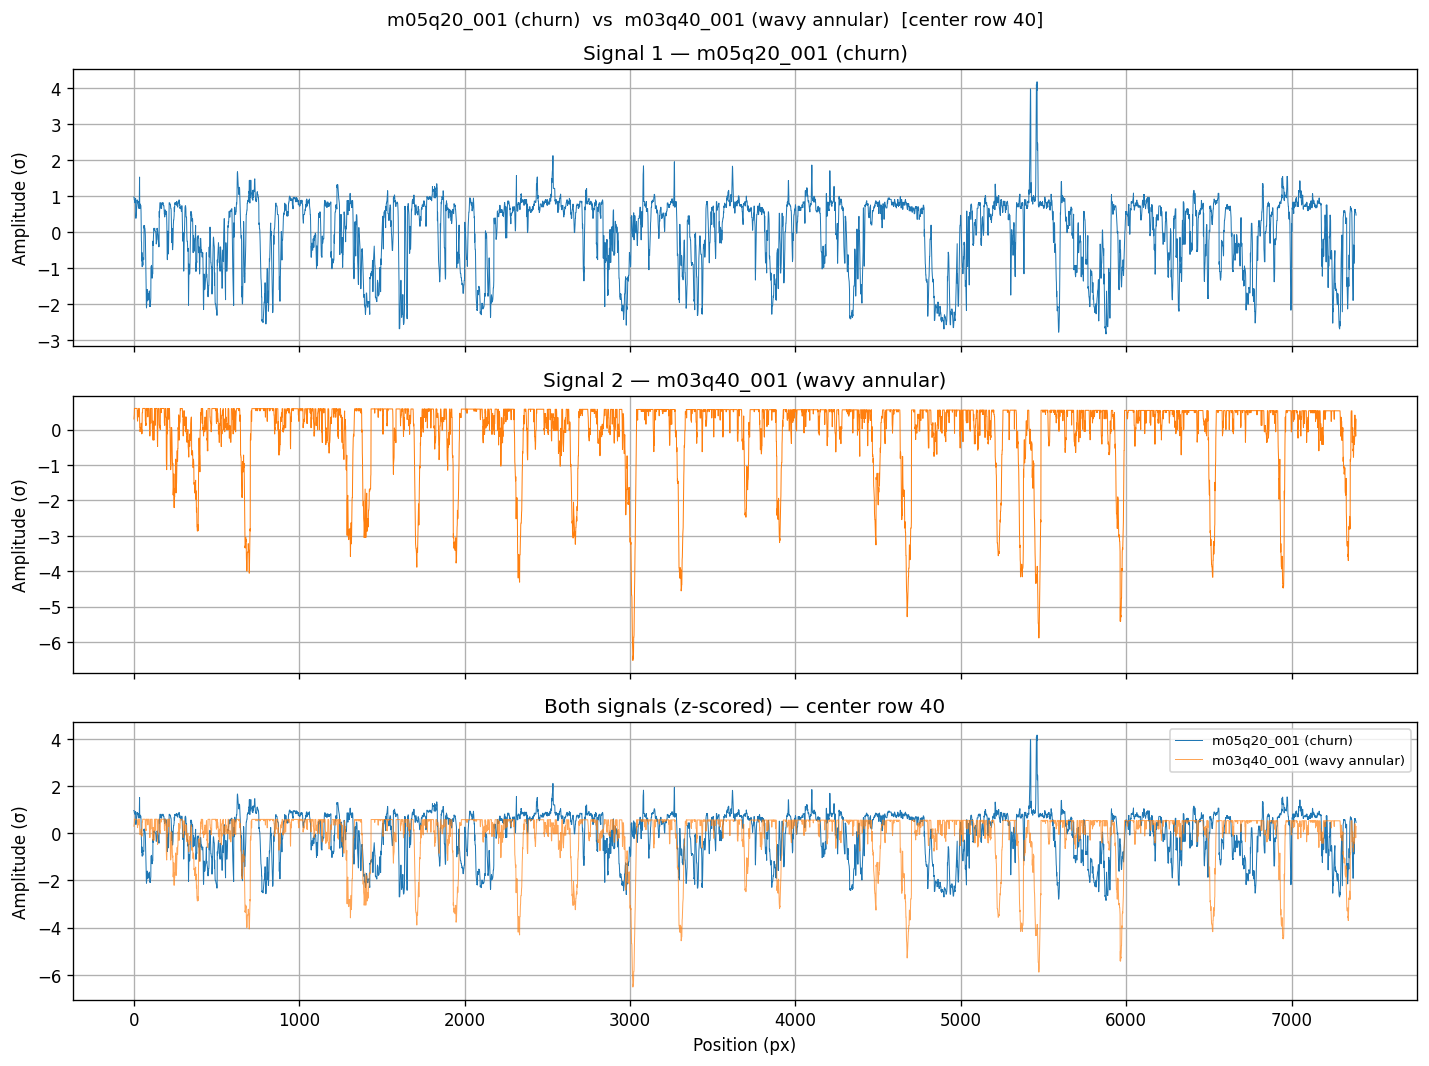 m05q20_001 (churn)  vs  m03q40_001 (wavy annular)  [center row 40]
Signal 1 — m05q20_001 (churn)
Amplitude (σ)
4
3
2
1
0
−1
−2
−3
Signal 2 — m03q40_001 (wavy annular)
Amplitude (σ)
0
−1
−2
−3
−4
−5
−6
Both signals (z-scored) — center row 40
Amplitude (σ)
4
2
0
−2
−4
−6
m05q20_001 (churn)
m03q40_001 (wavy annular)
0 1000 2000 3000 4000 5000 6000 7000
Position (px)